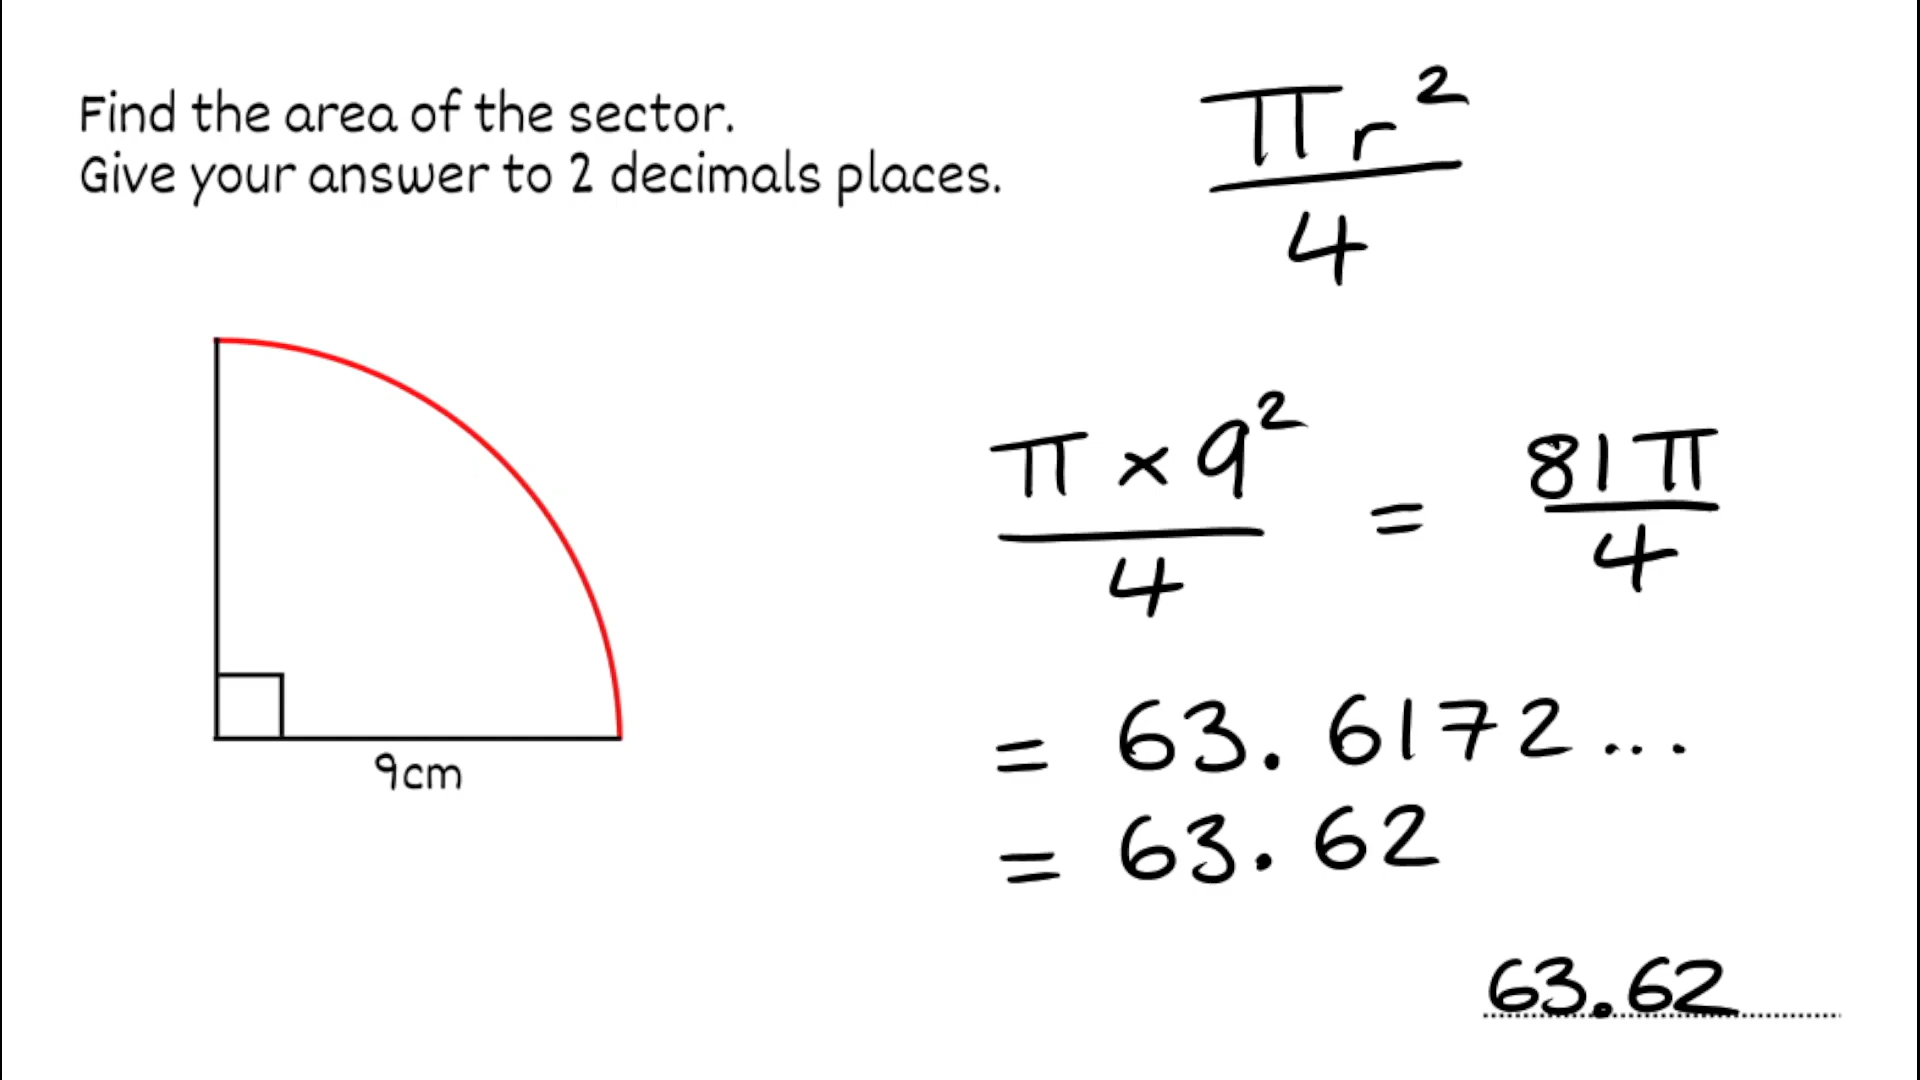 Find the area of the sector.
Give your answer to 2 decimals places.
πr²
4
9cm
π × 9²
4
=
81π
4
= 63.6172...
= 63.62
63.62